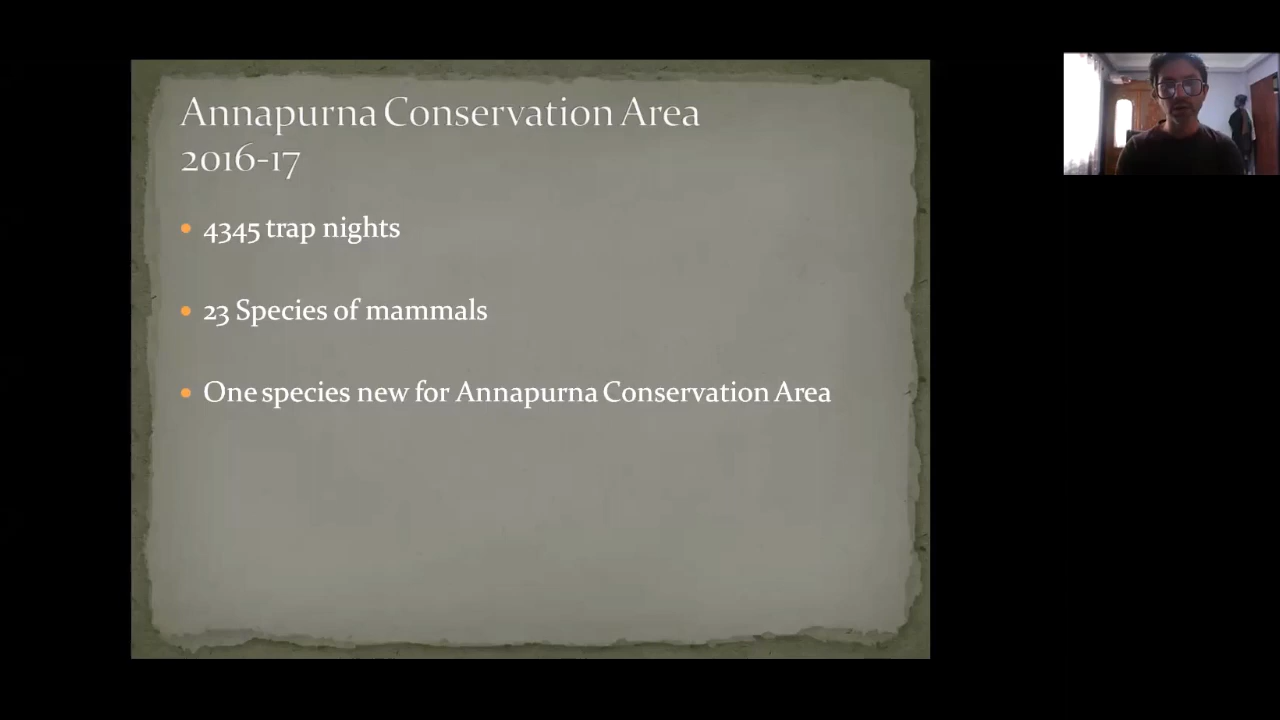 Annapurna Conservation Area
2016-17
• 4345 trap nights
• 23 Species of mammals
• One species new for Annapurna Conservation Area